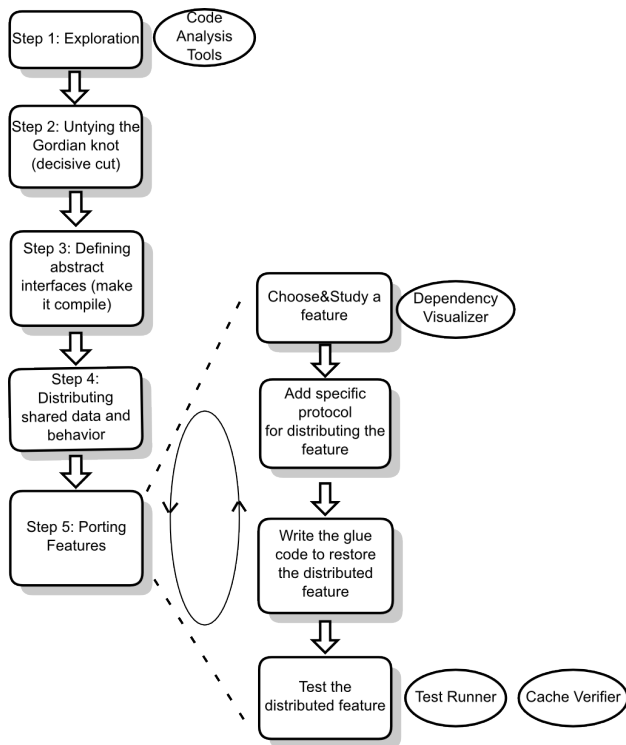 Step 1: Exploration
Code
Analysis
Tools
Step 2: Untying the
Gordian knot
(decisive cut)
Step 3: Defining
abstract
interfaces (make
it compile)
Step 4:
Distributing
shared data and
behavior
Step 5: Porting
Features
Choose&Study a
feature
Dependency
Visualizer
Add specific
protocol
for distributing the
feature
Write the glue
code to restore
the distributed
feature
Test the
distributed feature
Test Runner
Cache Verifier